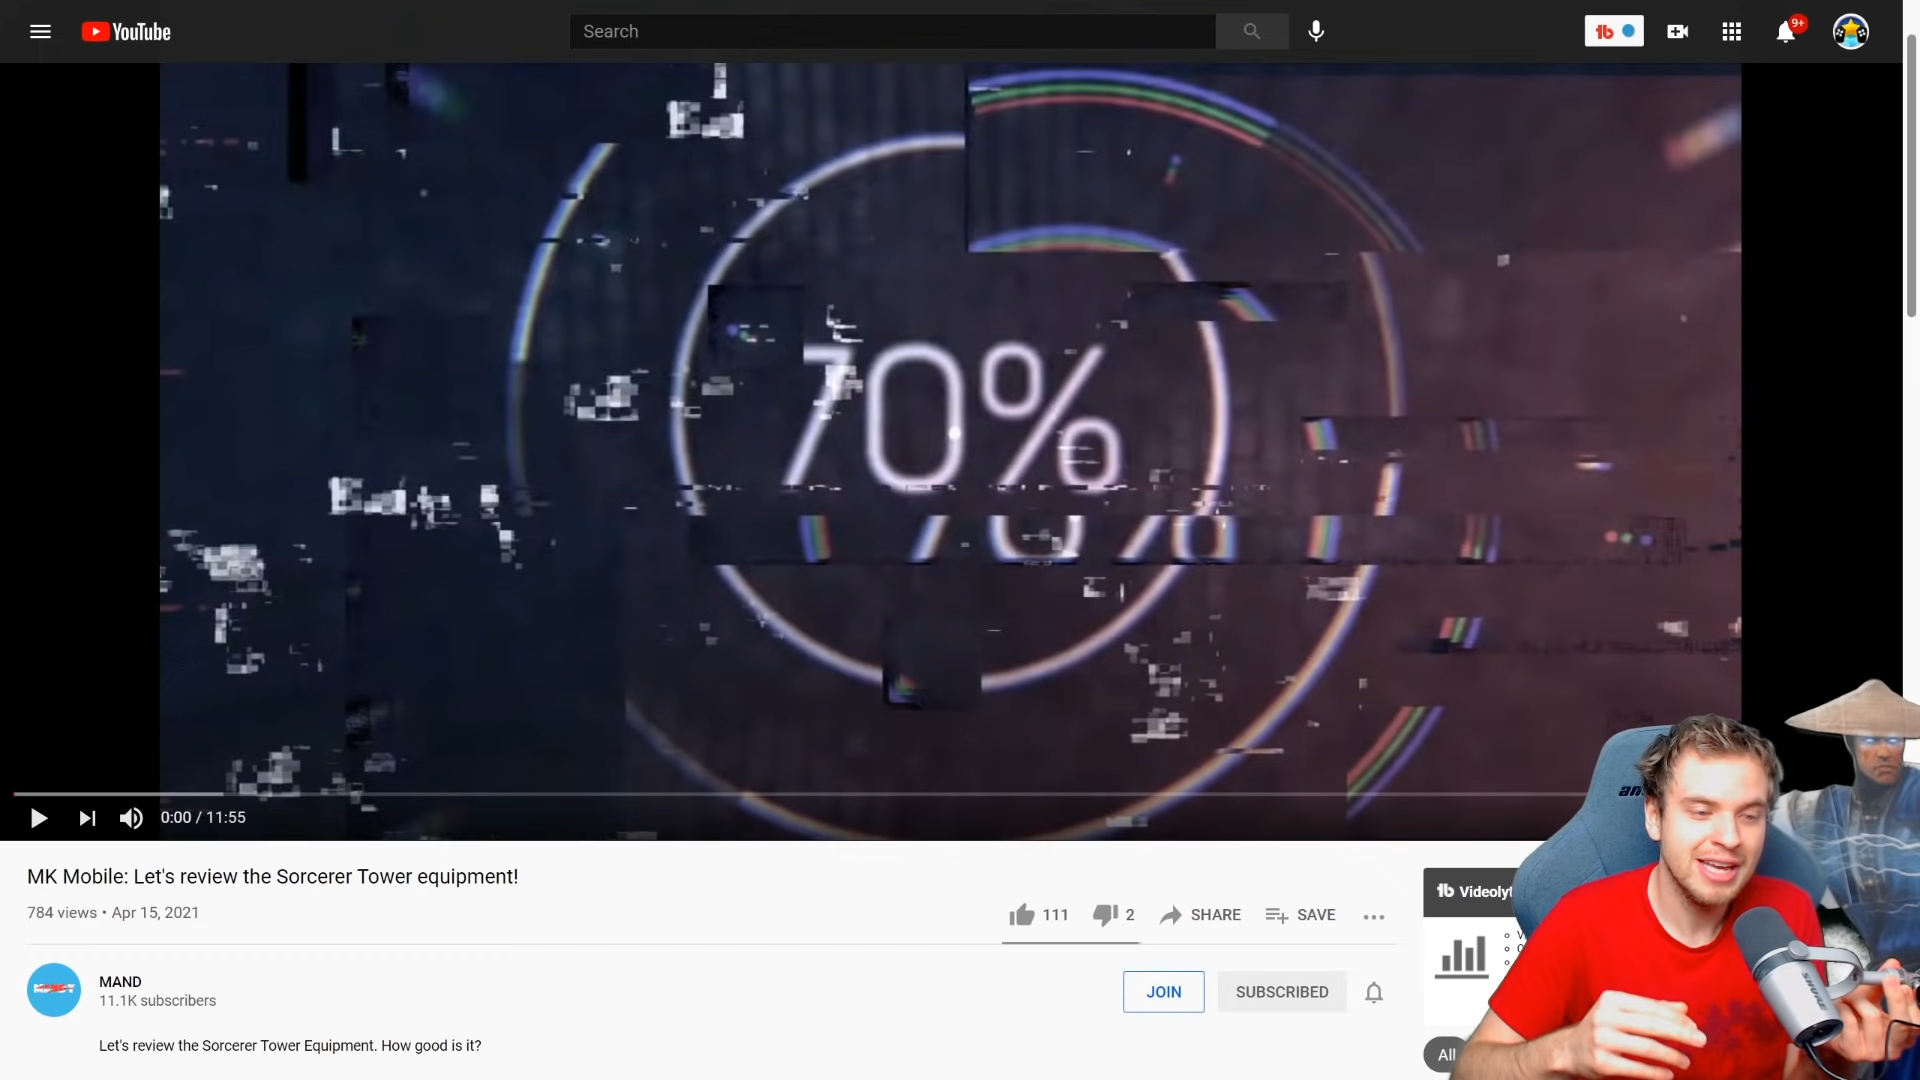 YouTube
Search
9+
70%
0:00 / 11:55
MK Mobile: Let's review the Sorcerer Tower equipment!
784 views • Apr 15, 2021
111
2
SHARE
SAVE
MAND
11.1K subscribers
JOIN
SUBSCRIBED
Let's review the Sorcerer Tower Equipment. How good is it?
All
SHURE